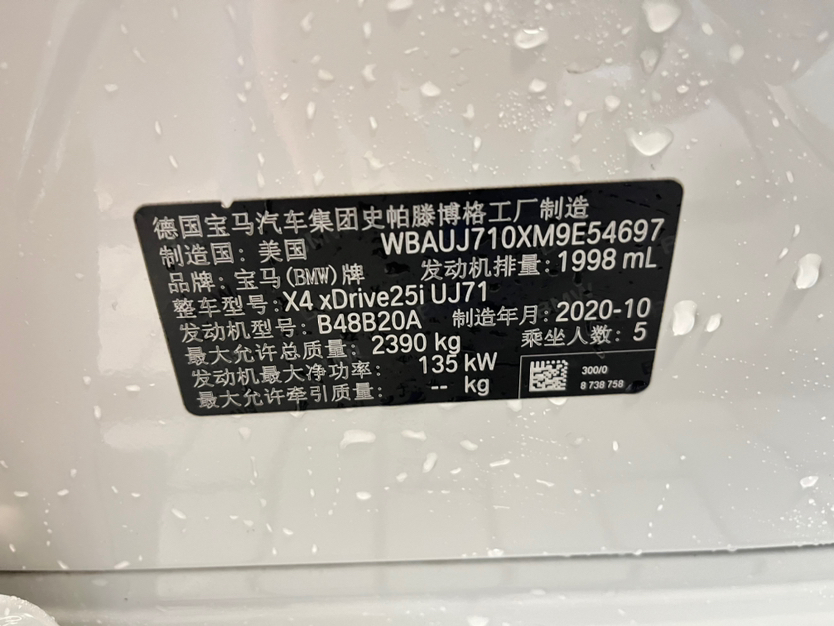 德国宝马汽车集团史帕滕博格工厂制造
制造国: 美国 WBAUJ710XM9E54697
品牌: 宝马(BMW)牌 发动机排量: 1998 mL
整车型号: X4 xDrive25i UJ71
发动机型号: B48B20A 制造年月: 2020-10
最大允许总质量: 2390 kg 乘坐人数: 5
发动机最大净功率: 135 kW
最大允许牵引质量: -- kg
300/0
8 738 758